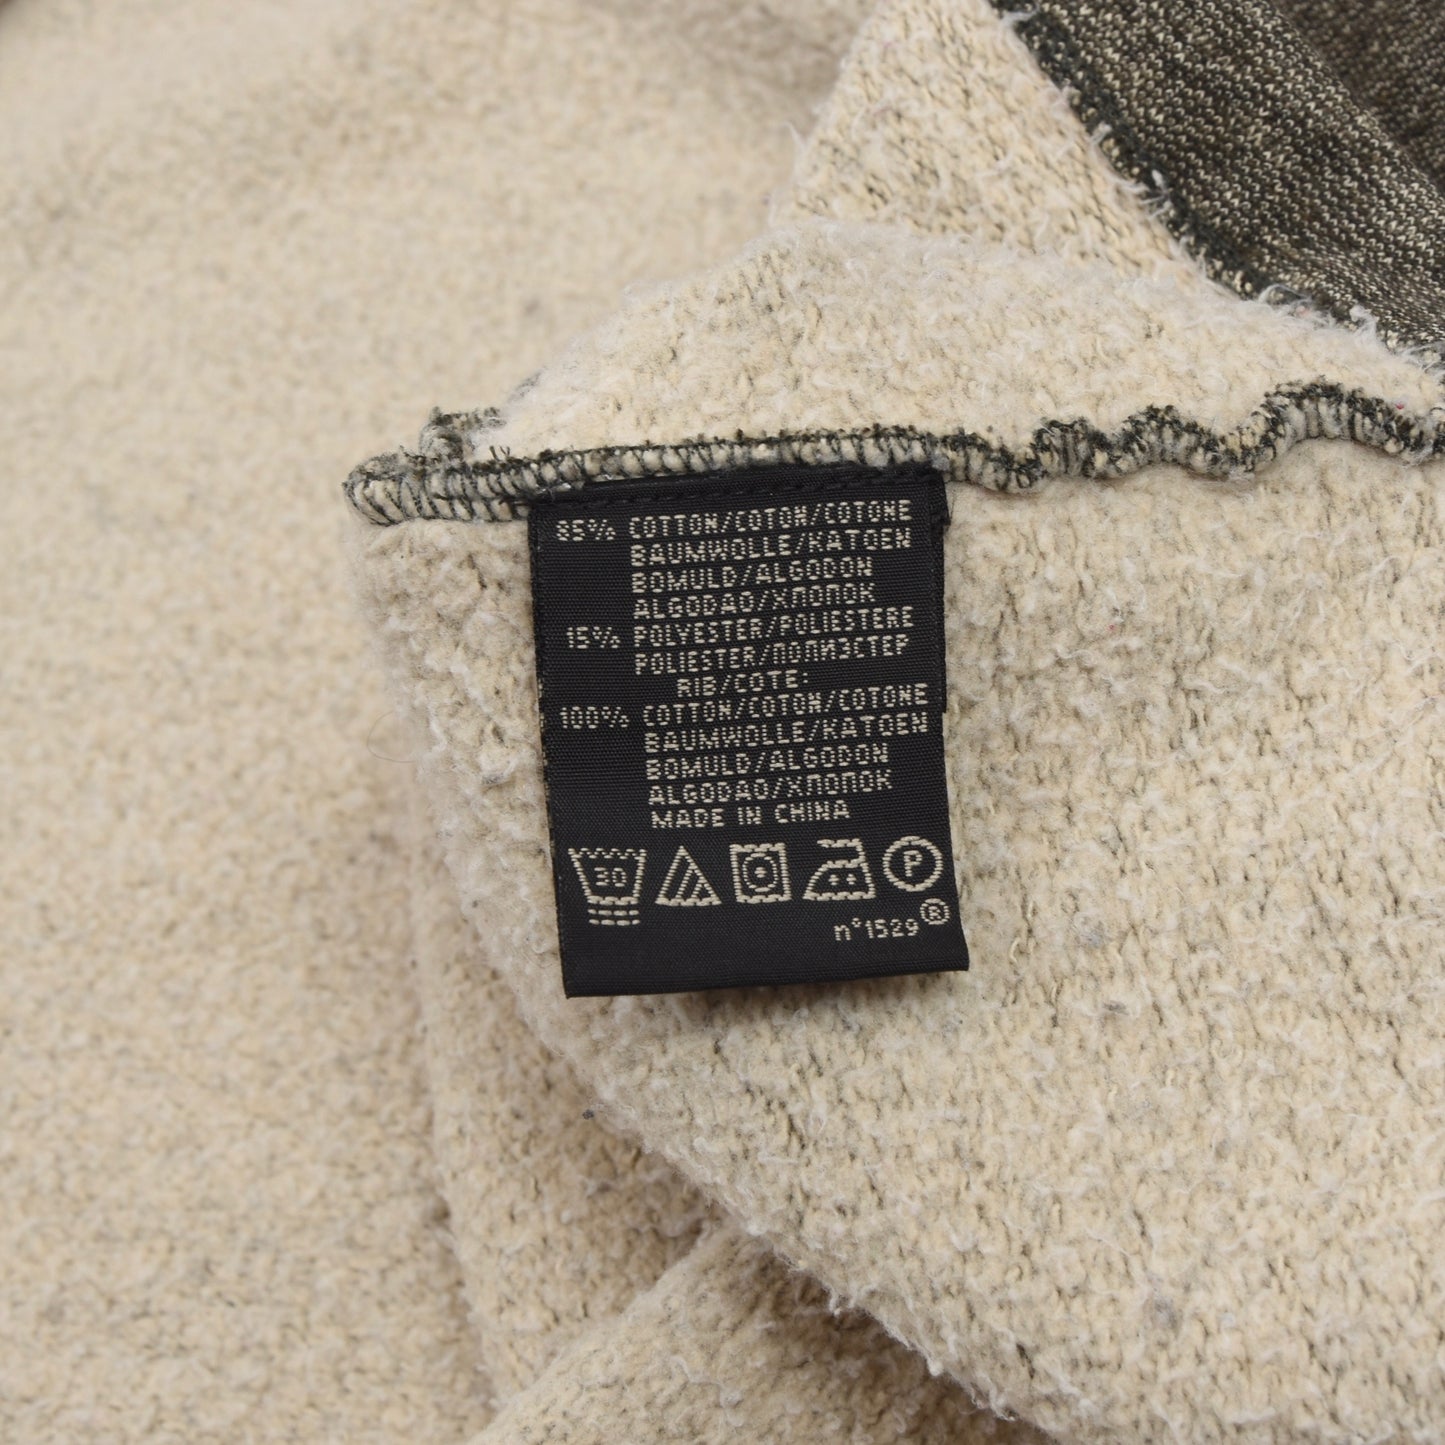 85% COTTON/COTON/COTONE
BAUMWOLLE/KATOEN
BOMULD/ALGODON
ALGODAO/ХЛОПОК
15% POLYESTER/POLIESTERE
POLIESTER/ПОЛИЭСТЕР
RIB/COTE:
100% COTTON/COTON/COTONE
BAUMWOLLE/KATOEN
BOMULD/ALGODON
ALGODAO/ХЛОПОК
MADE IN CHINA
30 P
n°1529®